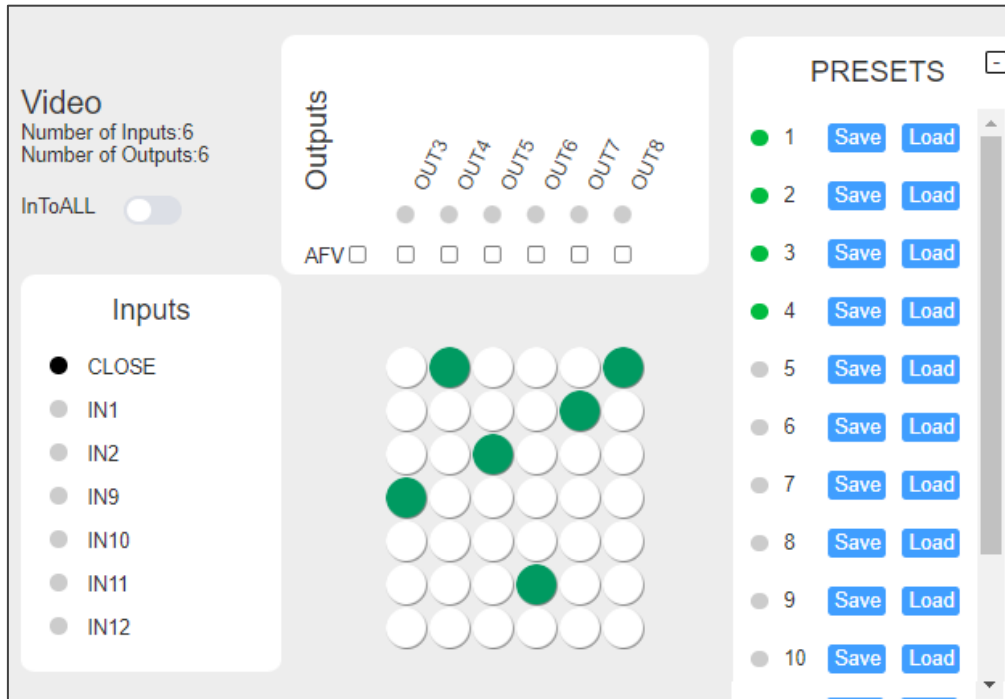 Video
Number of Inputs:6
Number of Outputs:6
InToALL
Outputs
OUT3 OUT4 OUT5 OUT6 OUT7 OUT8
AFV
Inputs
CLOSE
IN1
IN2
IN9
IN10
IN11
IN12
PRESETS -
1 Save Load
2 Save Load
3 Save Load
4 Save Load
5 Save Load
6 Save Load
7 Save Load
8 Save Load
9 Save Load
10 Save Load